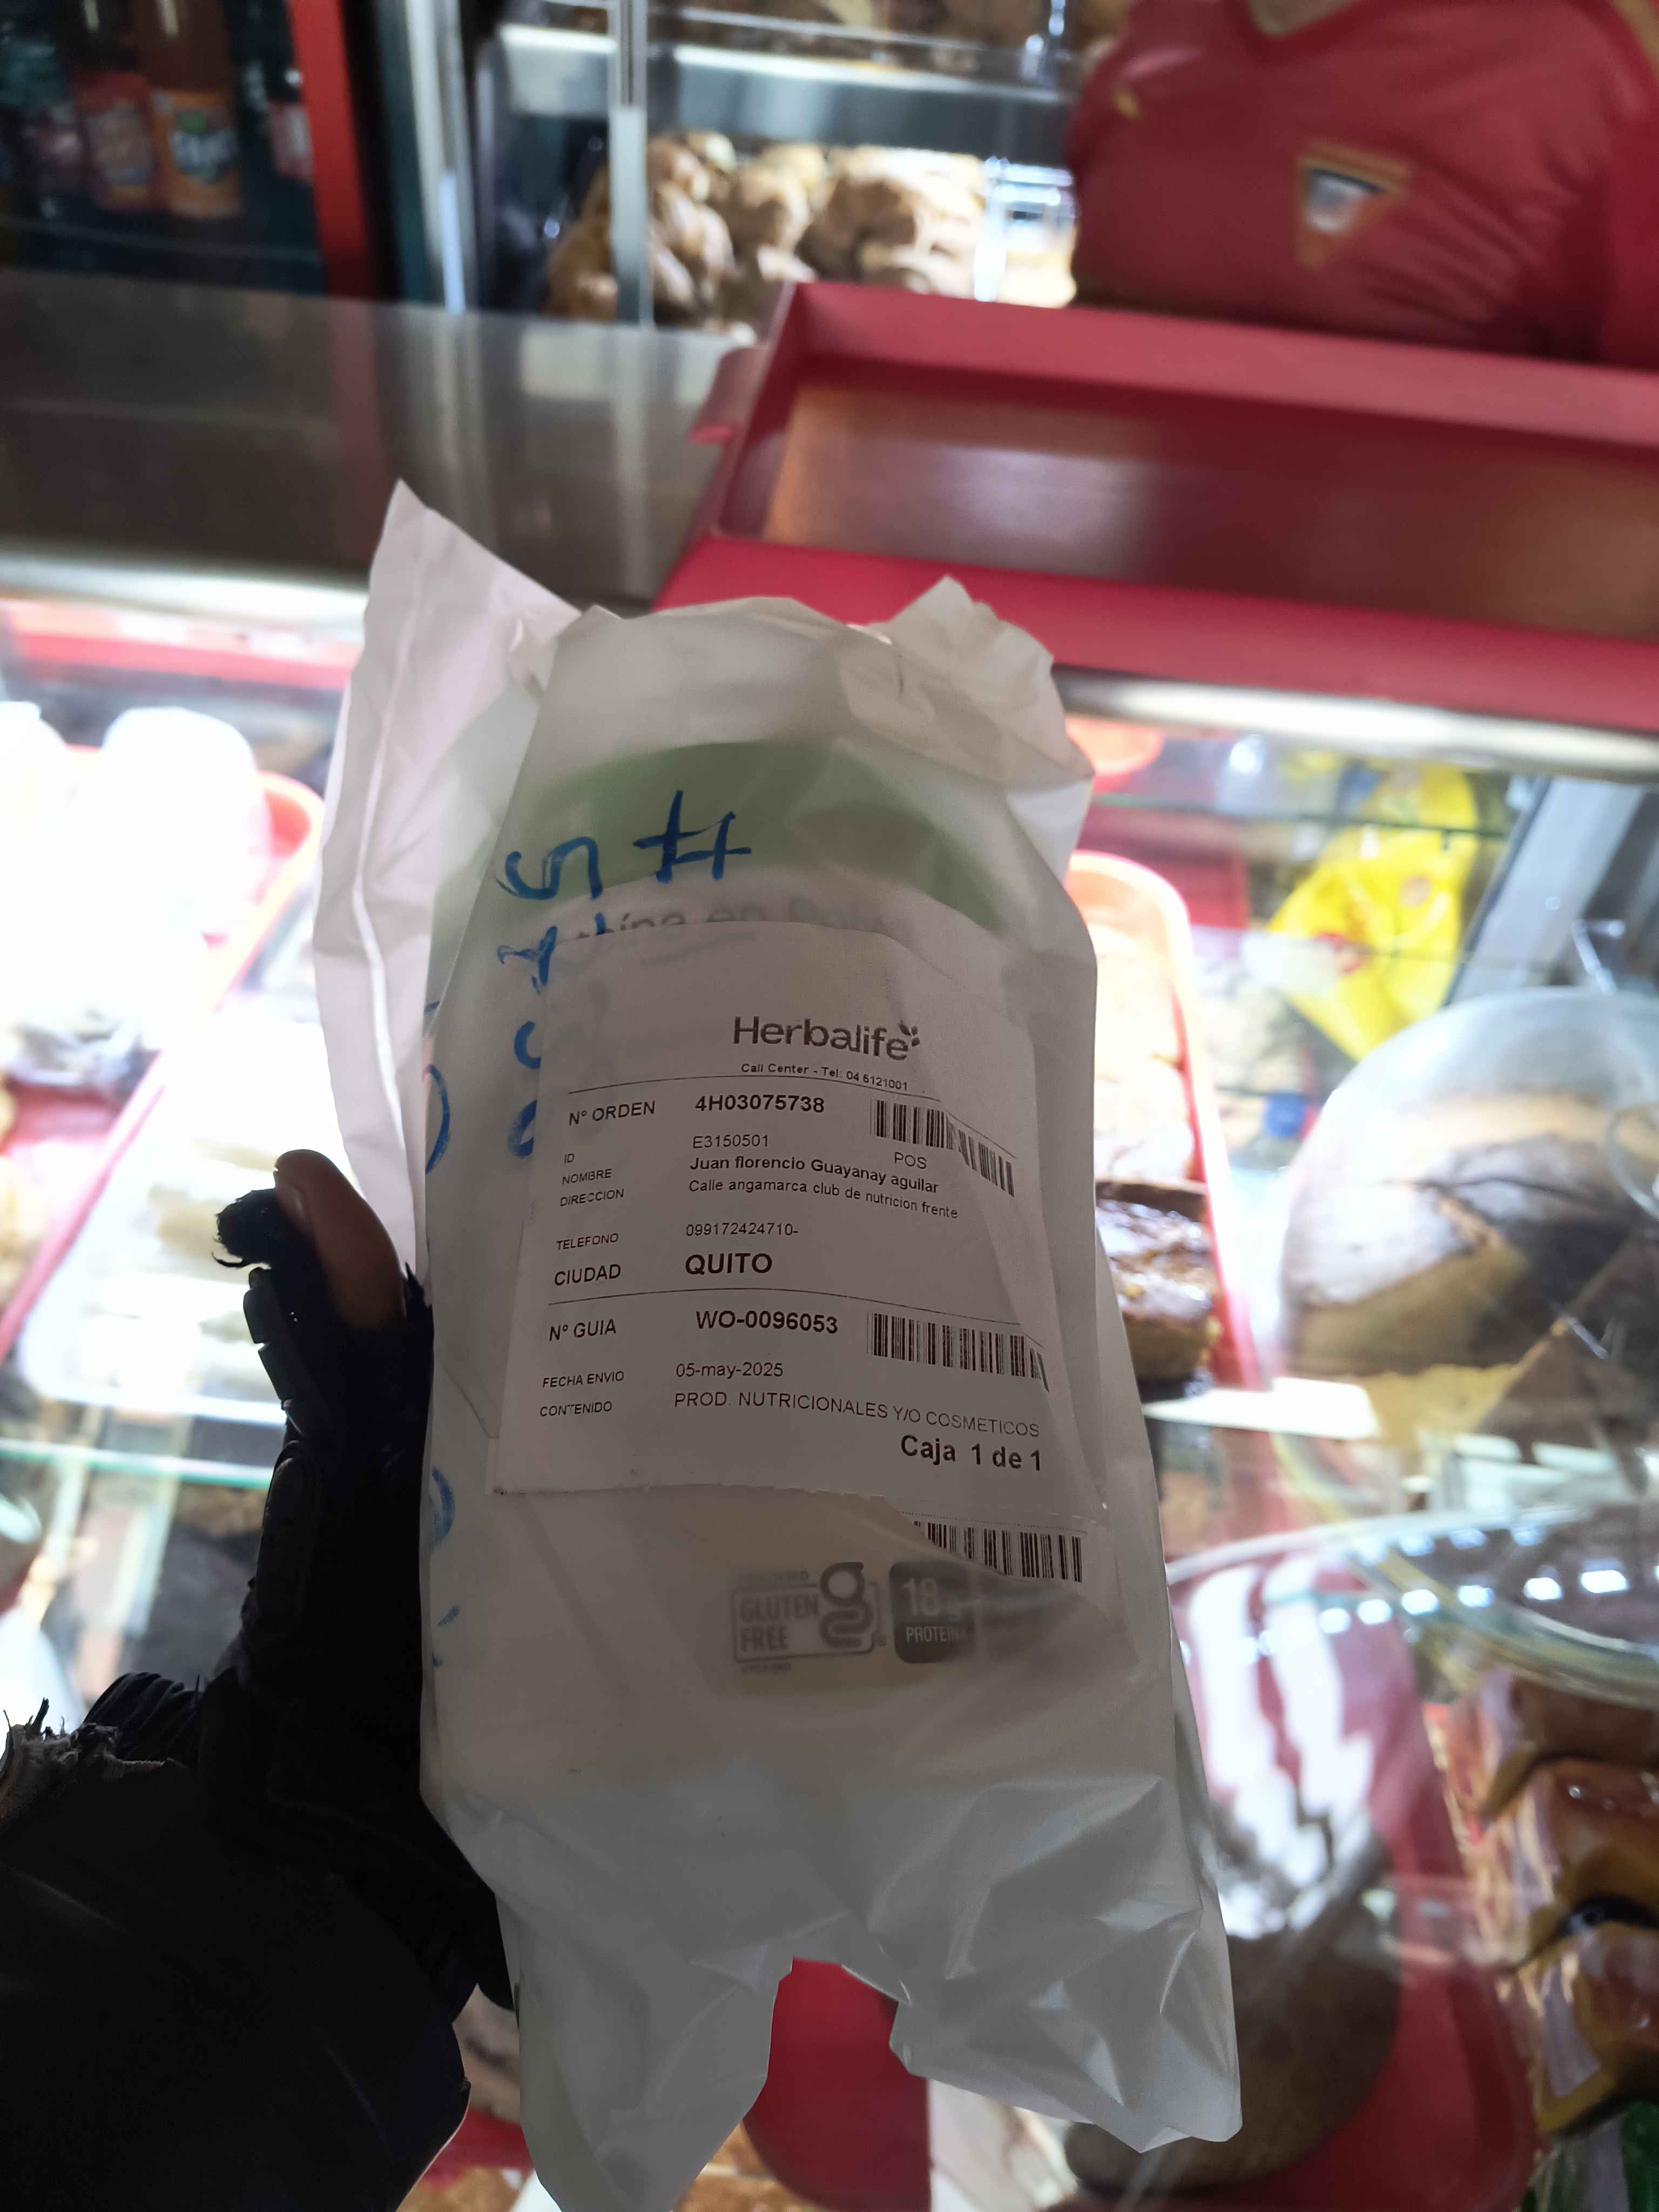 Herbalife
Call Center - Tel: 04 6121001
N° ORDEN 4H03075738
ID E3150501
POS
NOMBRE Juan florencio Guayanay aguilar
DIRECCION Calle angamarca club de nutricion frente
TELEFONO 099172424710-
CIUDAD QUITO
N° GUIA WO-0096053
FECHA ENVIO 05-may-2025
CONTENIDO PROD. NUTRICIONALES Y/O COSMETICOS
Caja 1 de 1
GLUTEN
FREE
18 g
PROTEINA